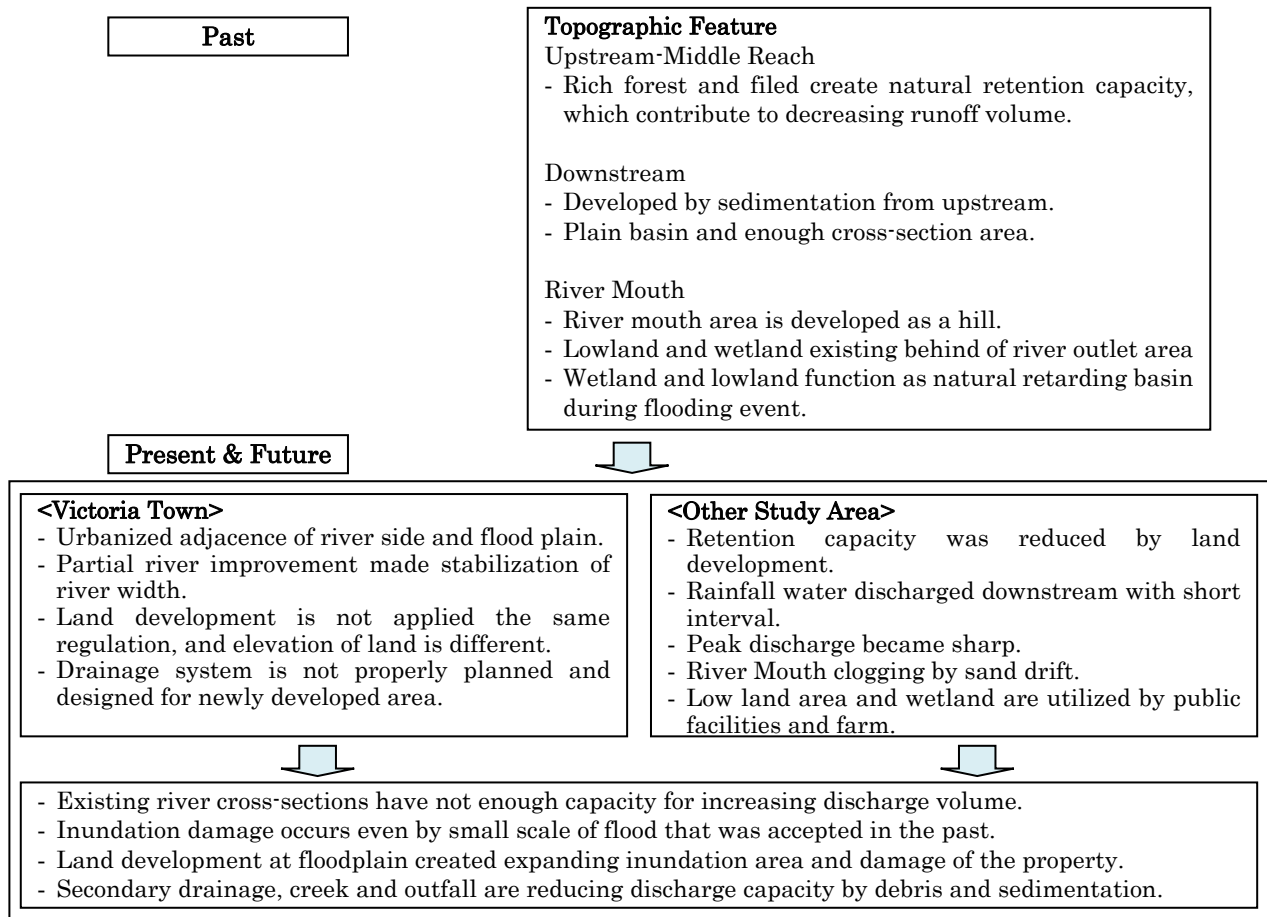 Past
Topographic Feature
Upstream-Middle Reach
- Rich forest and filed create natural retention capacity,
which contribute to decreasing runoff volume.
Downstream
- Developed by sedimentation from upstream.
- Plain basin and enough cross-section area.
River Mouth
- River mouth area is developed as a hill.
- Lowland and wetland existing behind of river outlet area
- Wetland and lowland function as natural retarding basin
during flooding event.
Present & Future
<Victoria Town>
- Urbanized adjacence of river side and flood plain.
- Partial river improvement made stabilization of
river width.
- Land development is not applied the same
regulation, and elevation of land is different.
- Drainage system is not properly planned and
designed for newly developed area.
<Other Study Area>
- Retention capacity was reduced by land
development.
- Rainfall water discharged downstream with short
interval.
- Peak discharge became sharp.
- River Mouth clogging by sand drift.
- Low land area and wetland are utilized by public
facilities and farm.
- Existing river cross-sections have not enough capacity for increasing discharge volume.
- Inundation damage occurs even by small scale of flood that was accepted in the past.
- Land development at floodplain created expanding inundation area and damage of the property.
- Secondary drainage, creek and outfall are reducing discharge capacity by debris and sedimentation.